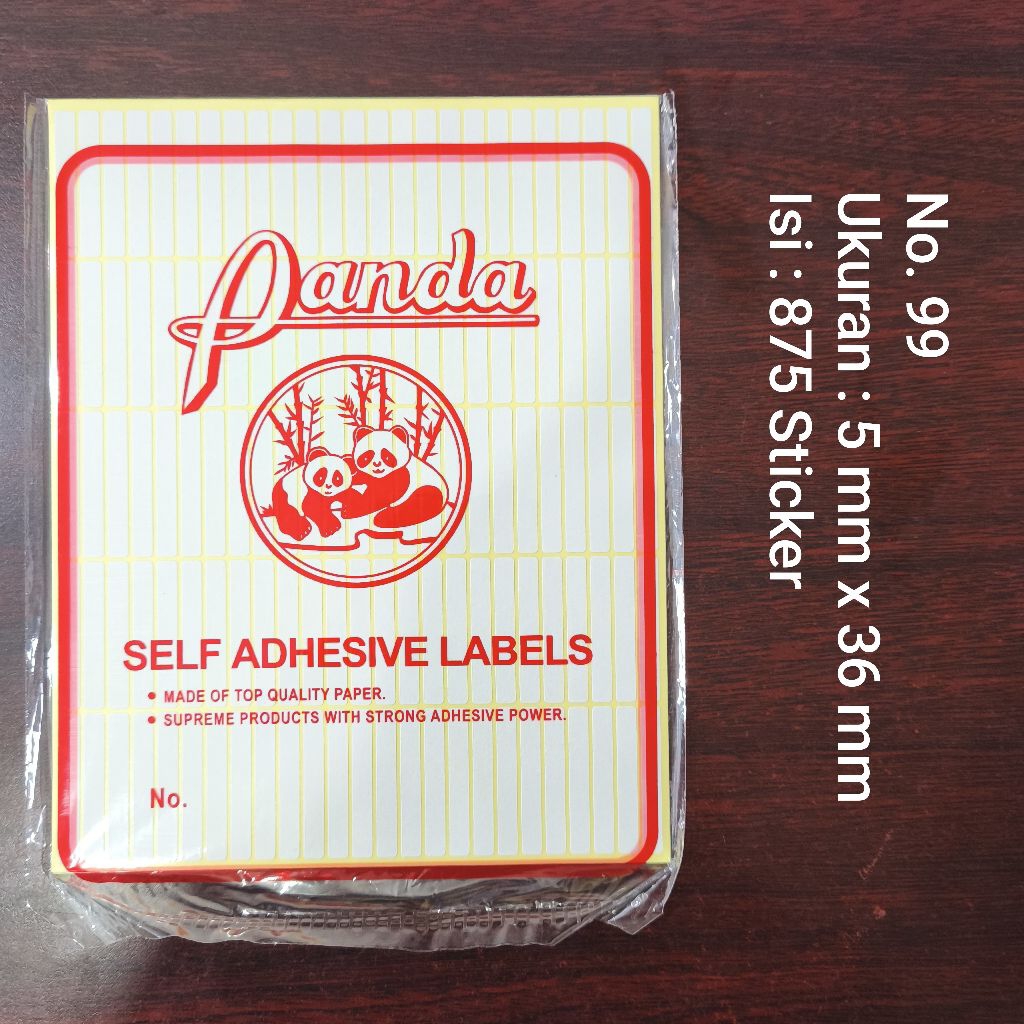 Panda
SELF ADHESIVE LABELS
• MADE OF TOP QUALITY PAPER.
• SUPREME PRODUCTS WITH STRONG ADHESIVE POWER.
No.
No. 99
Ukuran : 5 mm x 36 mm
Isi : 875 Sticker